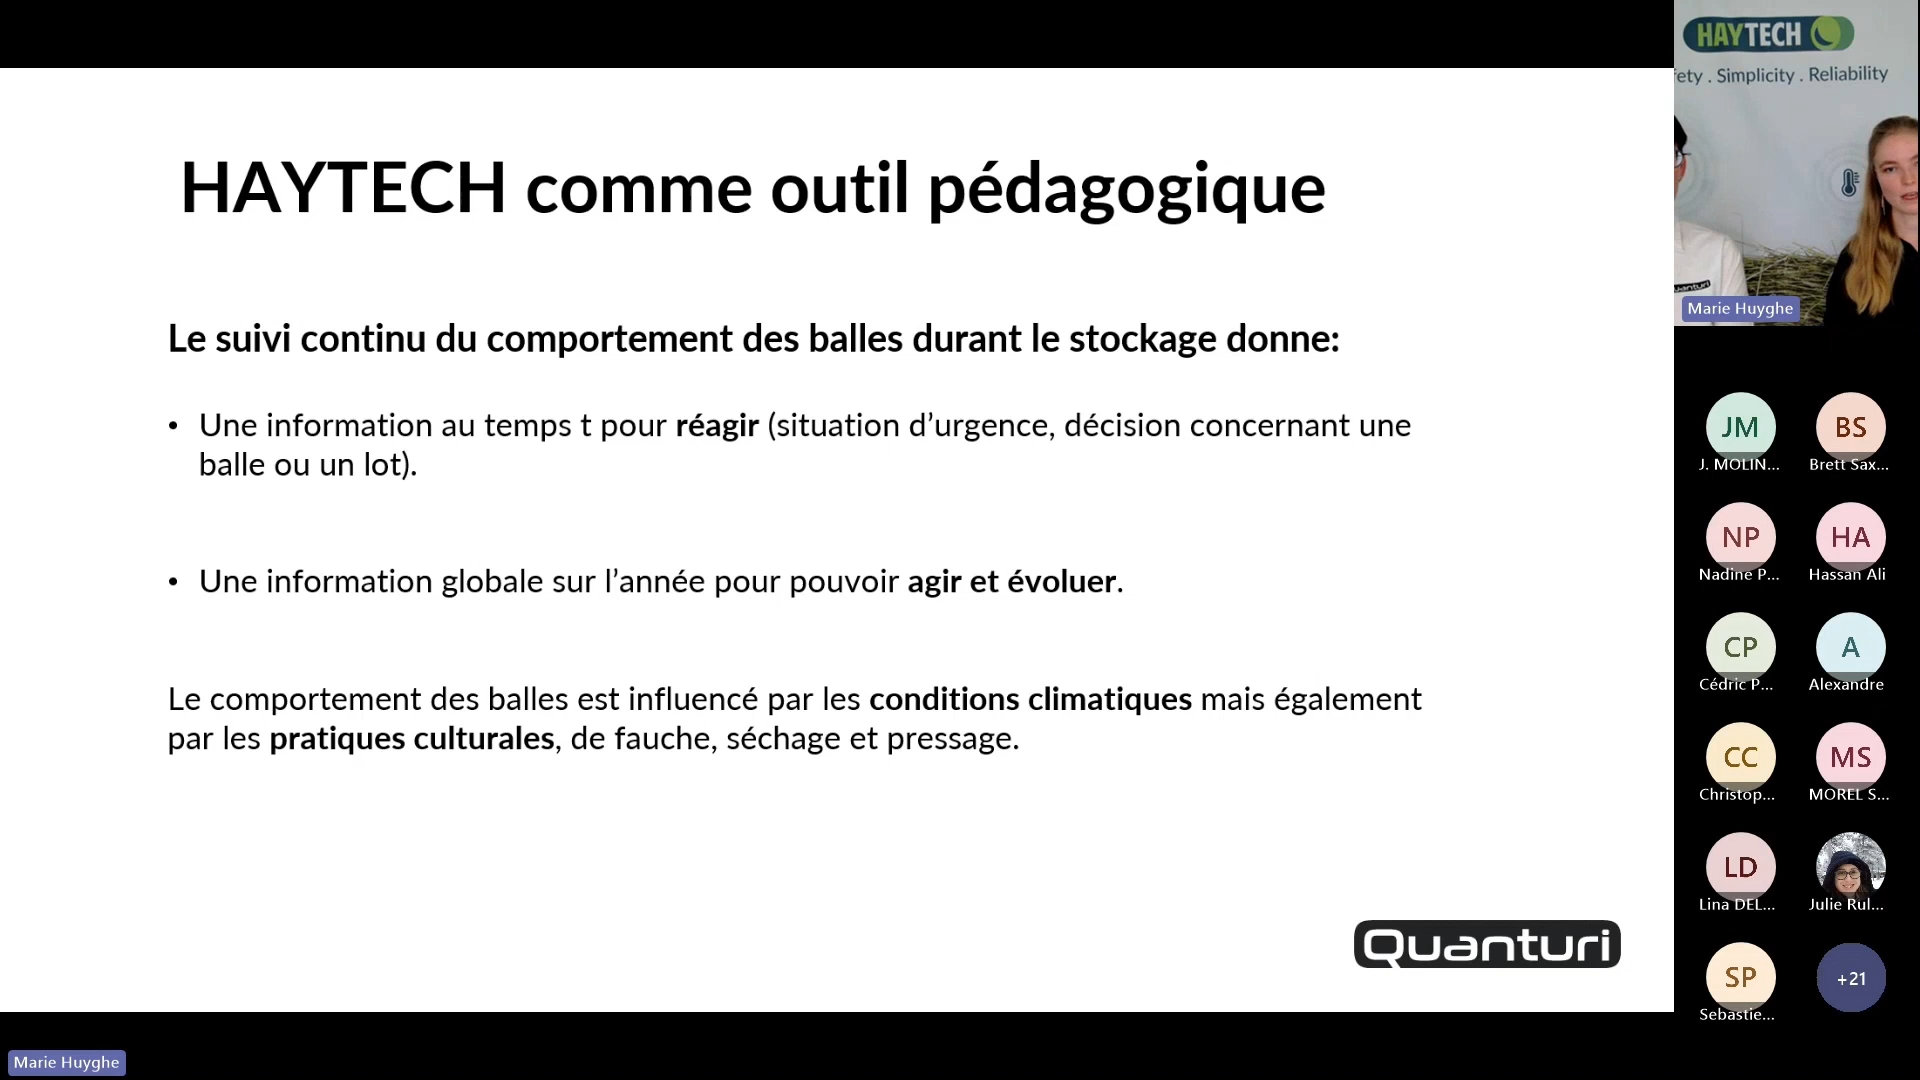 HAYTECH comme outil pédagogique
Le suivi continu du comportement des balles durant le stockage donne:
• Une information au temps t pour réagir (situation d’urgence, décision concernant une
balle ou un lot).
• Une information globale sur l’année pour pouvoir agir et évoluer.
Le comportement des balles est influencé par les conditions climatiques mais également
par les pratiques culturales, de fauche, séchage et pressage.
Quanturi
Marie Huyghe
HAYTECH
ety . Simplicity . Reliability
anturi
Marie Huyghe
JM
J. MOLIN...
BS
Brett Sax...
NP
Nadine P...
HA
Hassan Ali
CP
Cédric P...
A
Alexandre
CC
Christop...
MS
MOREL S...
LD
Lina DEL...
Julie Rul...
SP
Sebastie...
+21